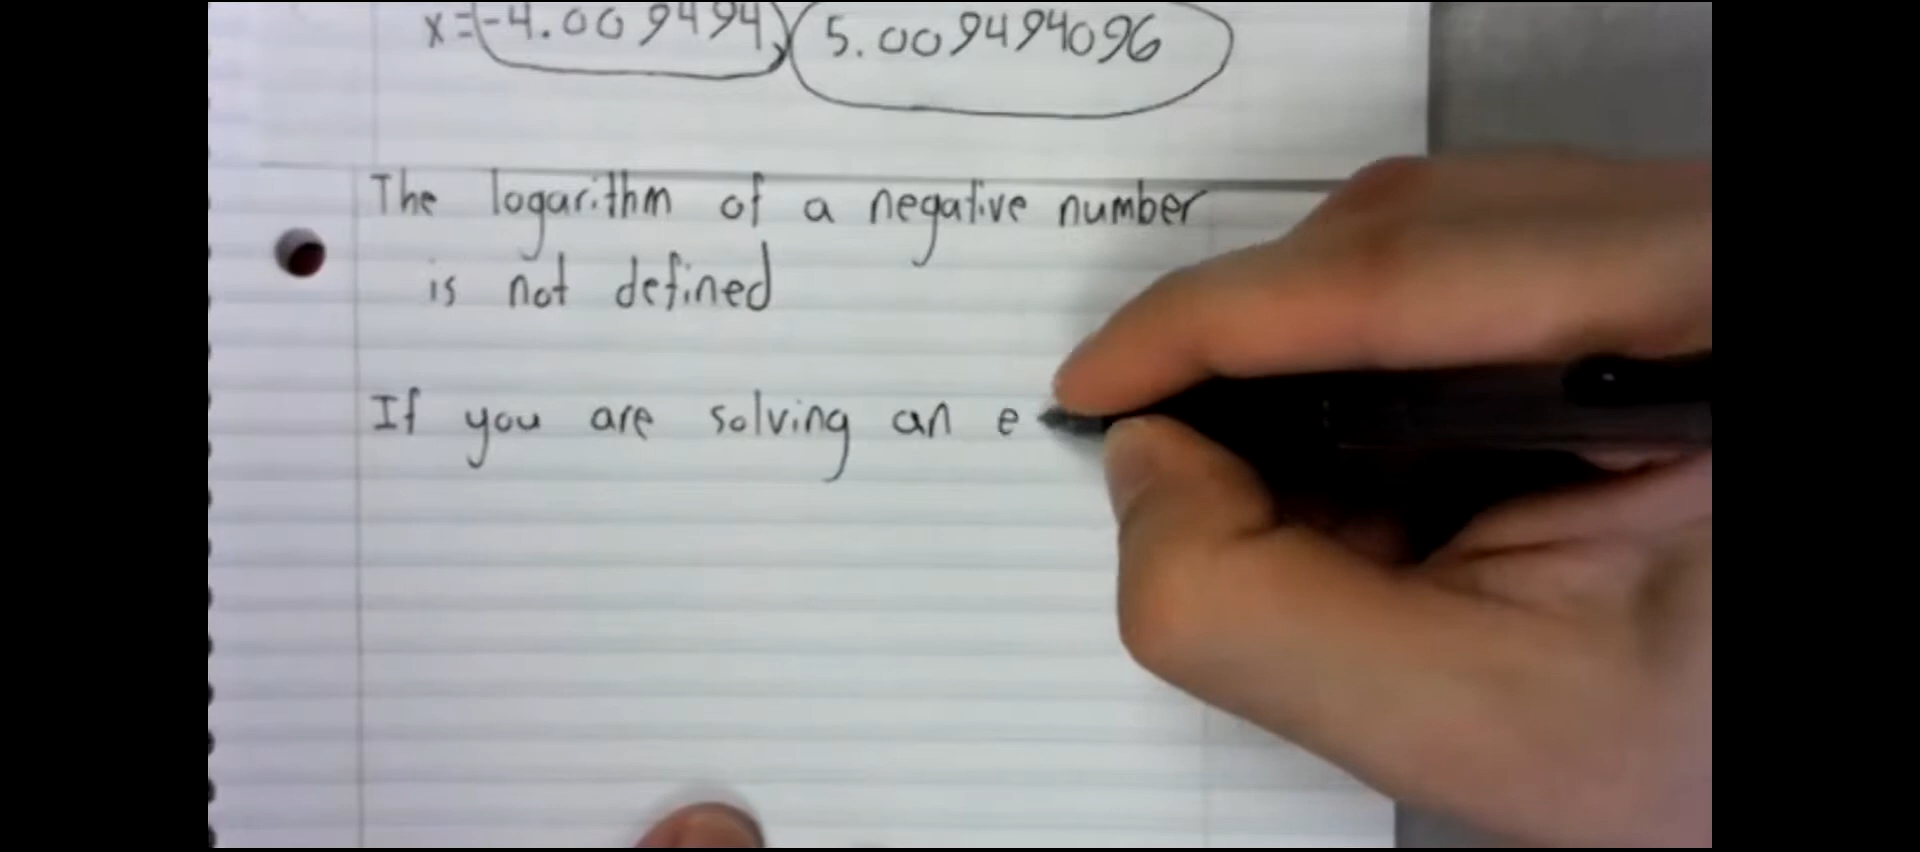 x=(-4.009494, 5.009494096
The logarithm of a negative number
is not defined
If you are solving an e